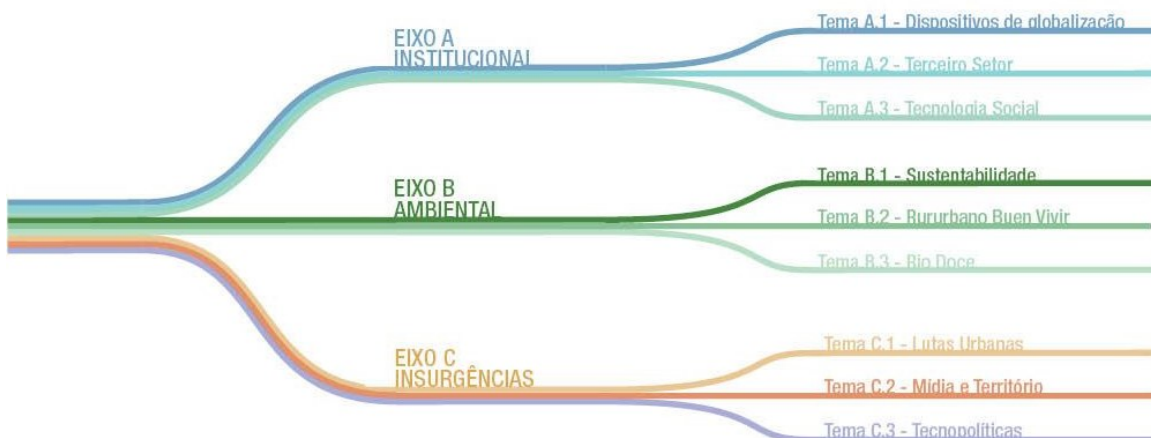 EIXO A
INSTITUCIONAL
Tema A.1 - Dispositivos de globalização
Tema A.2 - Terceiro Setor
Tema A.3 - Tecnologia Social
EIXO B
AMBIENTAL
Tema B.1 - Sustentabilidade
Tema B.2 - Rururbano Buen Vivir
Tema B.3 - Rio Doce
EIXO C
INSURGÊNCIAS
Tema C.1 - Lutas Urbanas
Tema C.2 - Mídia e Território
Tema C.3 - Tecnopolíticas